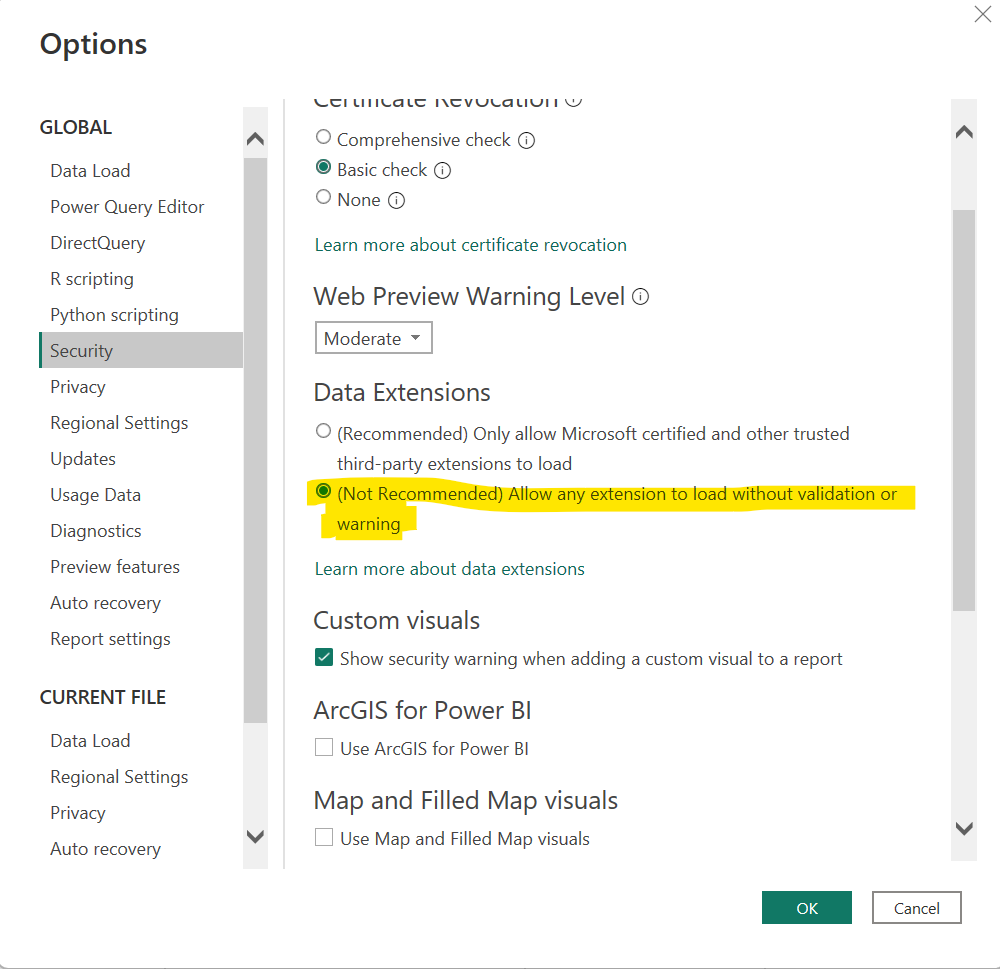 Options
GLOBAL
Data Load
Power Query Editor
DirectQuery
R scripting
Python scripting
Security
Privacy
Regional Settings
Updates
Usage Data
Diagnostics
Preview features
Auto recovery
Report settings
CURRENT FILE
Data Load
Regional Settings
Privacy
Auto recovery
Certificate Revocation
Comprehensive check
Basic check
None
Learn more about certificate revocation
Web Preview Warning Level
Moderate
Data Extensions
(Recommended) Only allow Microsoft certified and other trusted
third-party extensions to load
(Not Recommended) Allow any extension to load without validation or
warning
Learn more about data extensions
Custom visuals
Show security warning when adding a custom visual to a report
ArcGIS for Power BI
Use ArcGIS for Power BI
Map and Filled Map visuals
Use Map and Filled Map visuals
OK
Cancel